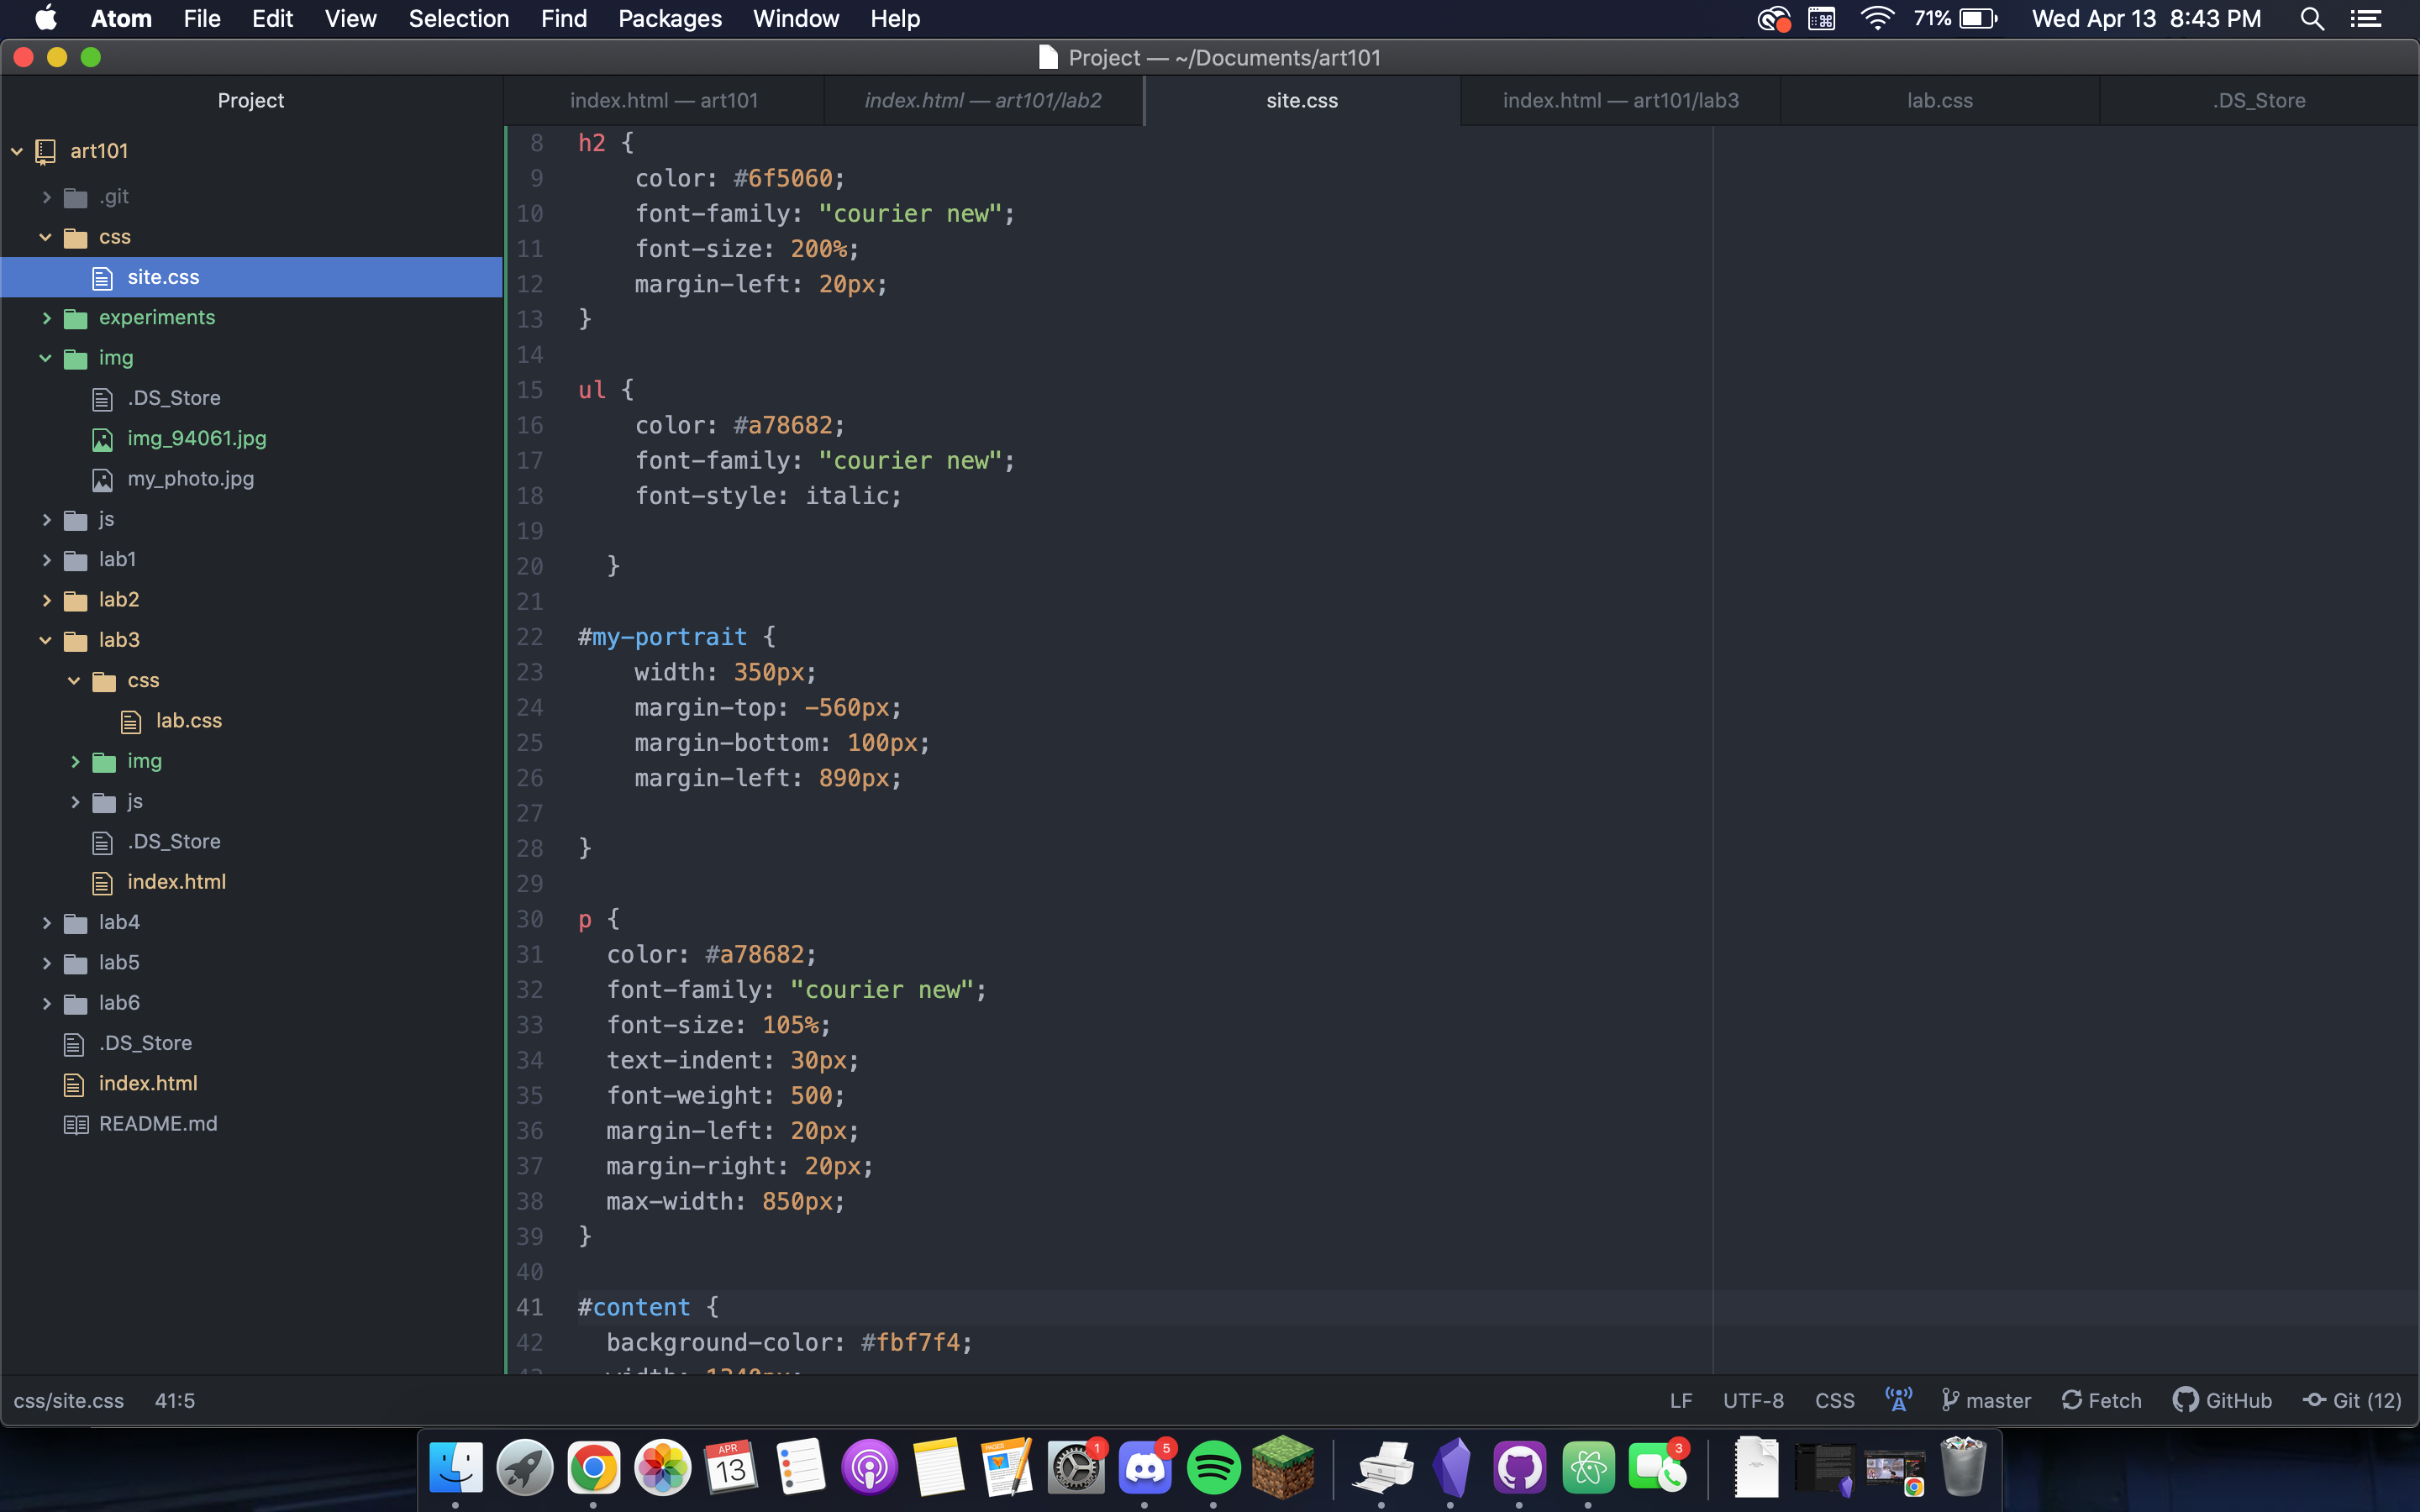 Atom File Edit View Selection Find Packages Window Help 71% Wed Apr 13 8:43 PM
Project — ~/Documents/art101
Project
index.html — art101
index.html — art101/lab2
site.css
index.html — art101/lab3
lab.css
.DS_Store
art101
.git
css
site.css
experiments
img
.DS_Store
img_94061.jpg
my_photo.jpg
js
lab1
lab2
lab3
css
lab.css
img
js
.DS_Store
index.html
lab4
lab5
lab6
.DS_Store
index.html
README.md
8 h2 {
9 color: #6f5060;
10 font-family: "courier new";
11 font-size: 200%;
12 margin-left: 20px;
13 }
14
15 ul {
16 color: #a78682;
17 font-family: "courier new";
18 font-style: italic;
19
20 }
21
22 #my-portrait {
23 width: 350px;
24 margin-top: -560px;
25 margin-bottom: 100px;
26 margin-left: 890px;
27
28 }
29
30 p {
31 color: #a78682;
32 font-family: "courier new";
33 font-size: 105%;
34 text-indent: 30px;
35 font-weight: 500;
36 margin-left: 20px;
37 margin-right: 20px;
38 max-width: 850px;
39 }
40
41 #content {
42 background-color: #fbf7f4;
css/site.css 41:5 LF UTF-8 CSS master Fetch GitHub Git (12)
APR
13
PAGES
1
5
3